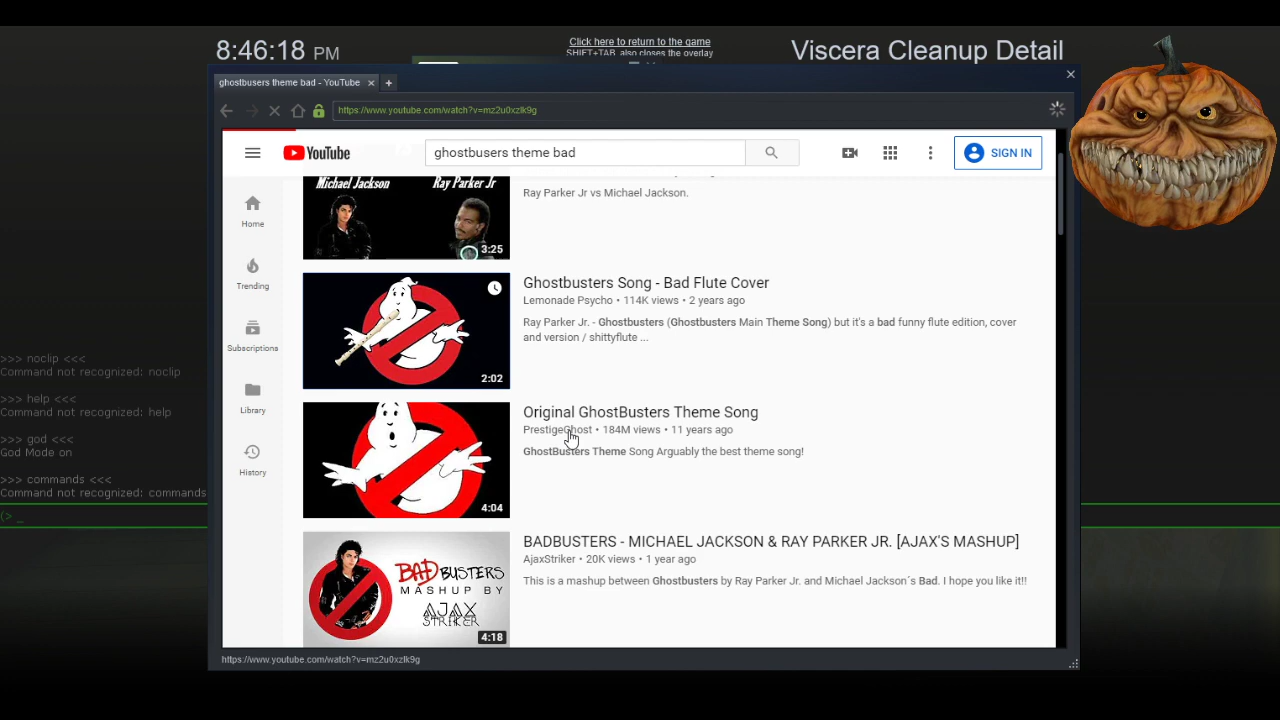 8:46:18 PM
Click here to return to the game
SHIFT+TAB also closes the overlay
Viscera Cleanup Detail
ghostbusers theme bad - YouTube
https://www.youtube.com/watch?v=mz2u0xzlk9g
YouTube
ghostbusers theme bad
SIGN IN
Home
Trending
Subscriptions
Library
History
Michael Jackson
Ray Parker Jr
3:25
Ray Parker Jr vs Michael Jackson.
Ghostbusters Song - Bad Flute Cover
Lemonade Psycho • 114K views • 2 years ago
Ray Parker Jr. - Ghostbusters (Ghostbusters Main Theme Song) but it's a bad funny flute edition, cover
and version / shittyflute ...
2:02
Original GhostBusters Theme Song
PrestigeGhost • 184M views • 11 years ago
GhostBusters Theme Song Arguably the best theme song!
4:04
BADBUSTERS - MICHAEL JACKSON & RAY PARKER JR. [AJAX'S MASHUP]
AjaxStriker • 20K views • 1 year ago
This is a mashup between Ghostbusters by Ray Parker Jr. and Michael Jackson´s Bad. I hope you like it!!
BAD BUSTERS
MASHUP BY
AJAX
STRIKER
4:18
>>> noclip <<<
Command not recognized: noclip
>>> help <<<
Command not recognized: help
>>> god <<<
God Mode on
>>> commands <<<
Command not recognized: commands
(> _
https://www.youtube.com/watch?v=mz2u0xzlk9g